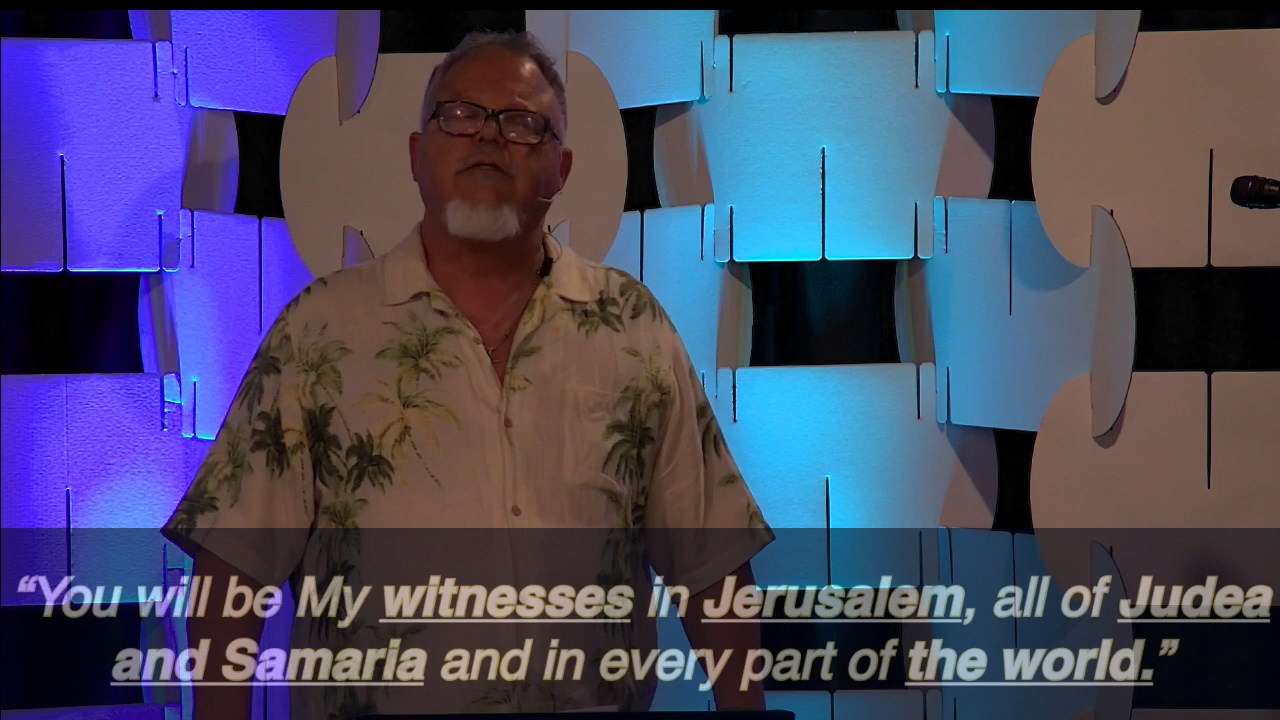 “You will be My witnesses in Jerusalem, all of Judea
and Samaria and in every part of the world.”